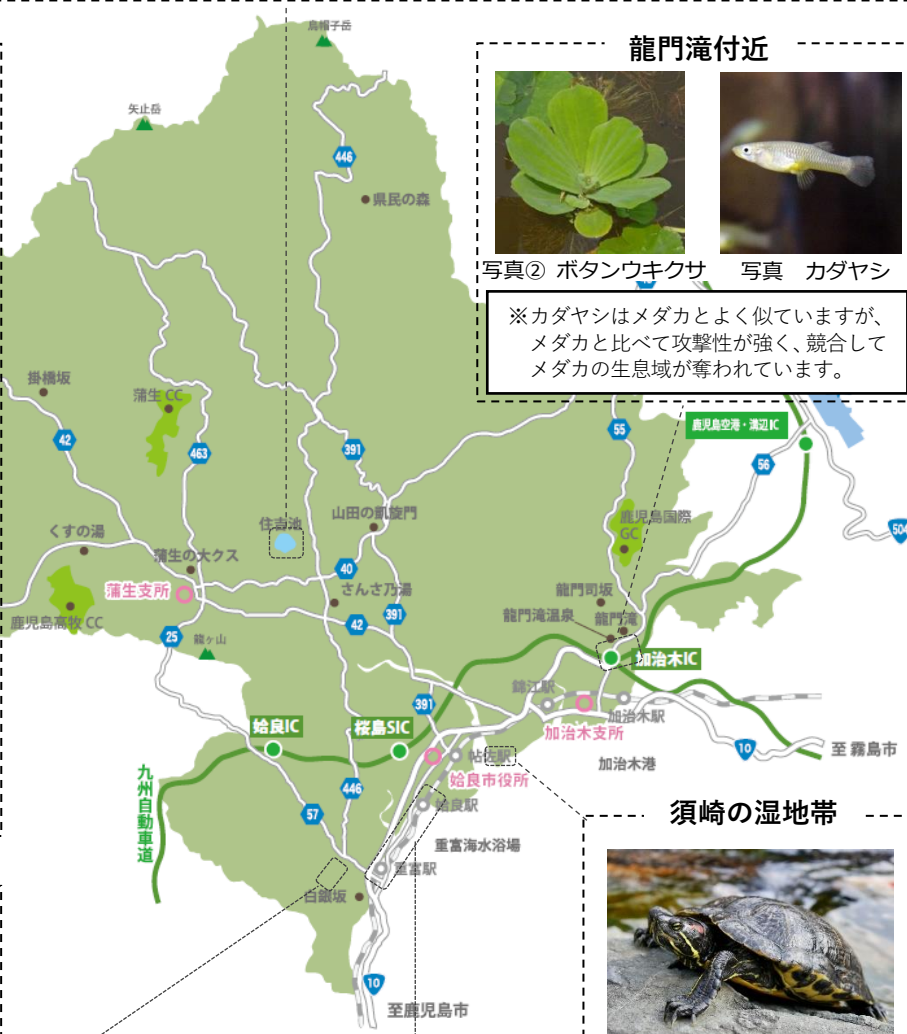 烏帽子岳
矢止岳
446
県民の森
龍門滝付近
写真② ボタンウキクサ
写真 カダヤシ
※カダヤシはメダカとよく似ていますが、
メダカと比べて攻撃性が強く、競合して
メダカの生息域が奪われています。
掛橋坂
蒲生 CC
42
463
391
55
鹿児島空港・溝辺IC
56
504
くすの湯
蒲生の大クス
住吉池
山田の凱旋門
鹿児島国際
GC
蒲生支所
40
さんさ乃湯
龍門司坂
龍門滝温泉
龍門滝
鹿児島高牧 CC
25
龍ヶ山
42
391
加治木IC
錦江駅
加治木駅
加治木支所
391
姶良IC
桜島SIC
帖佐駅
姶良市役所
加治木港
10
至 霧島市
九州自動車道
57
446
姶良駅
重富海水浴場
重富駅
白銀坂
須崎の湿地帯
10
至鹿児島市